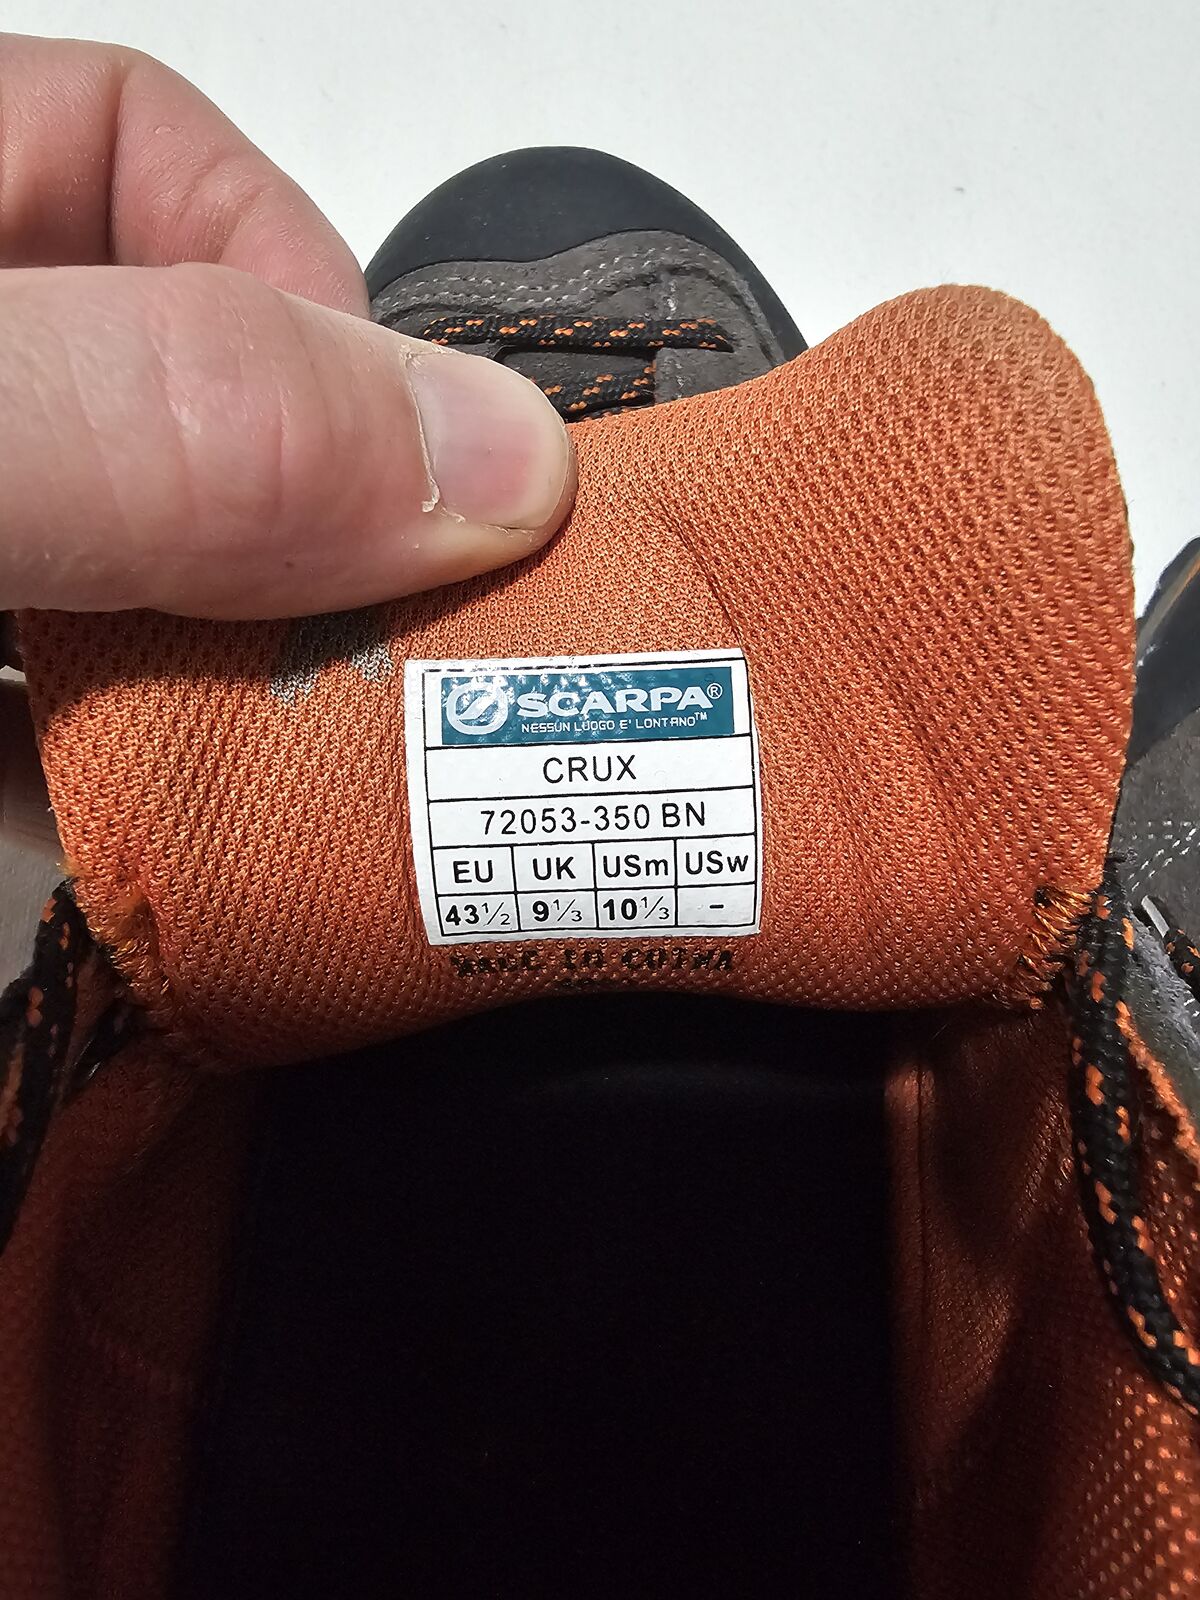 SCARPA®
NESSUN LUOGO E' LONTANO™
CRUX
72053-350 BN
EU UK USm USw
43½ 9⅓ 10⅓ -
MADE IN CHINA